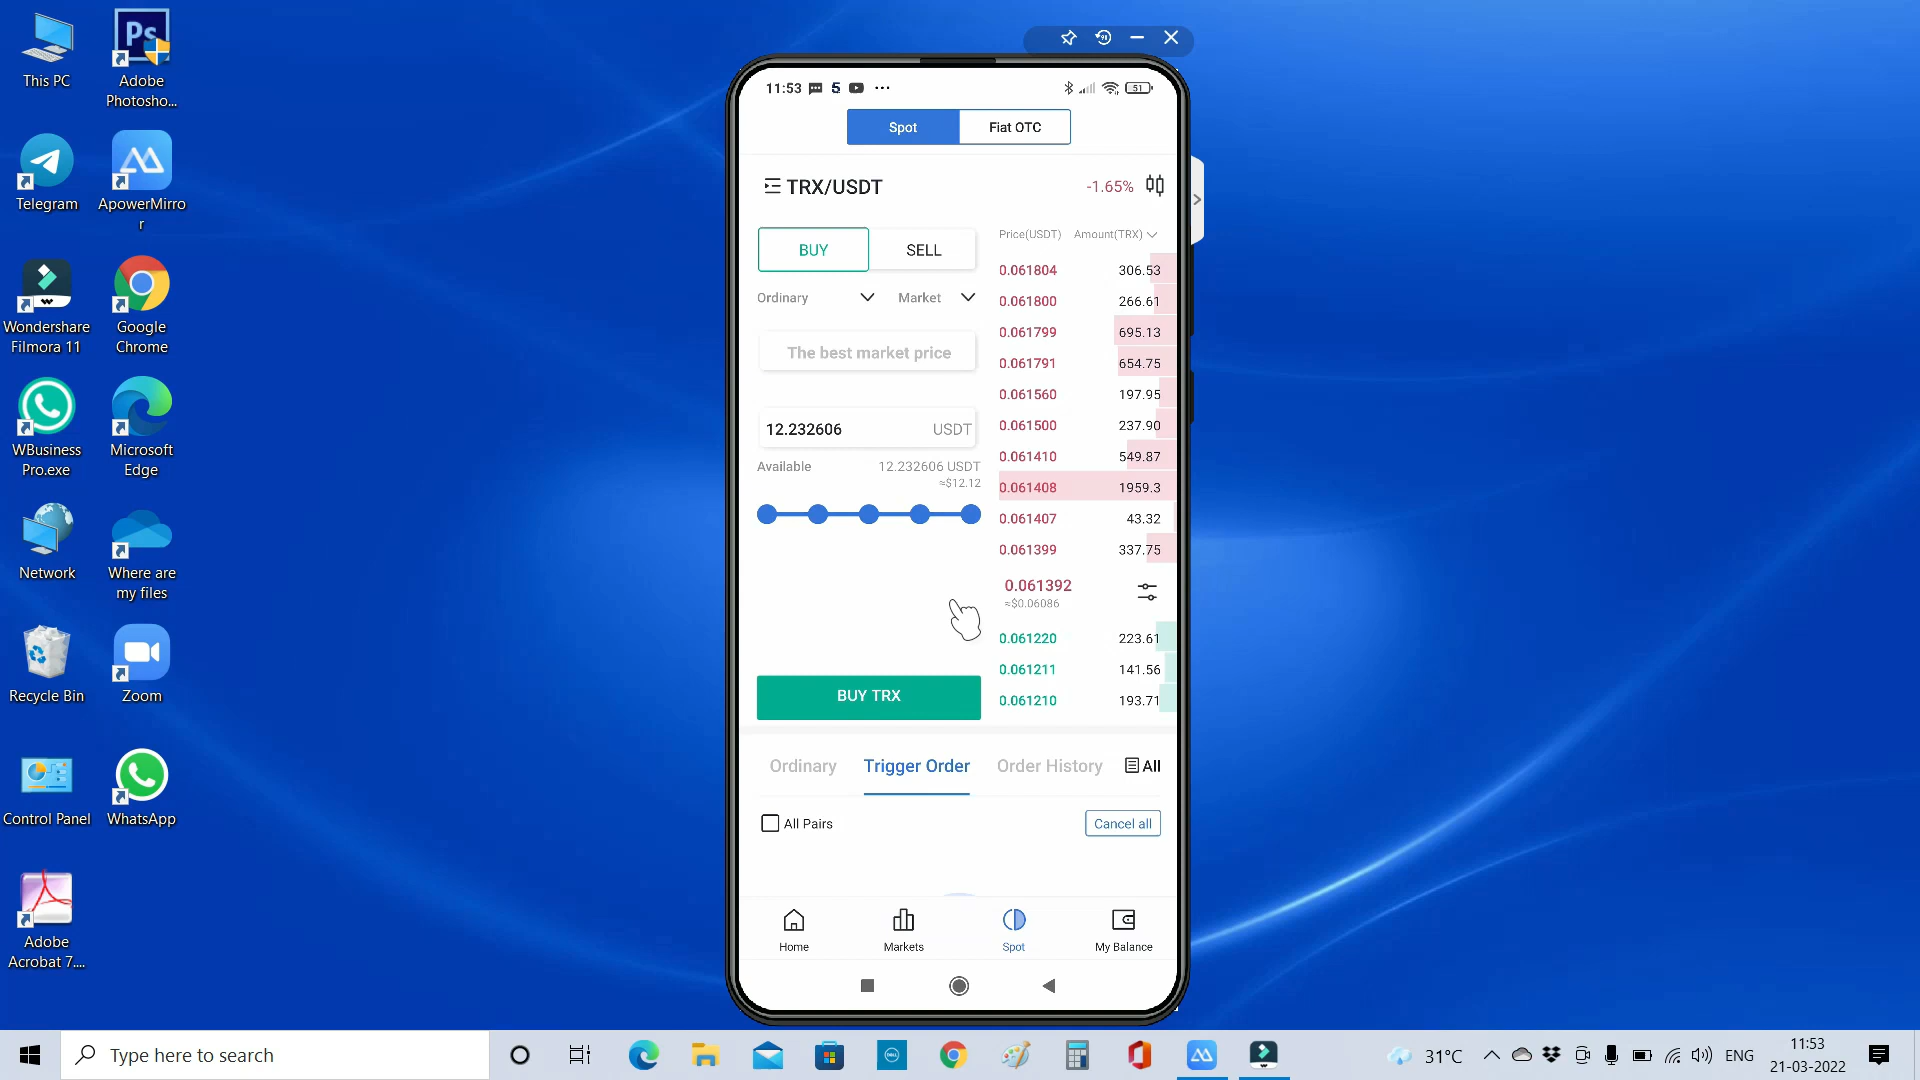 This PC
Adobe
Photosho...
Telegram
ApowerMirro
r
Wondershare
Filmora 11
Google
Chrome
WBusiness
Pro.exe
Microsoft
Edge
Network
Where are
my files
Recycle Bin
Zoom
Control Panel
WhatsApp
Adobe
Acrobat 7....
11:53 5 ... 51
Spot
Fiat OTC
TRX/USDT
-1.65%
BUY
SELL
Ordinary
Market
The best market price
12.232606 USDT
Available 12.232606 USDT
≈$12.12
BUY TRX
Price(USDT) Amount(TRX)
0.061804 306.53
0.061800 266.61
0.061799 695.13
0.061791 654.75
0.061560 197.95
0.061500 237.90
0.061410 549.87
0.061408 1959.3
0.061407 43.32
0.061399 337.75
0.061392
≈$0.06086
0.061220 223.61
0.061211 141.56
0.061210 193.71
Ordinary
Trigger Order
Order History
All
All Pairs
Cancel all
Home
Markets
Spot
My Balance
Type here to search
31°C
ENG
11:53
21-03-2022
Ps
DELL